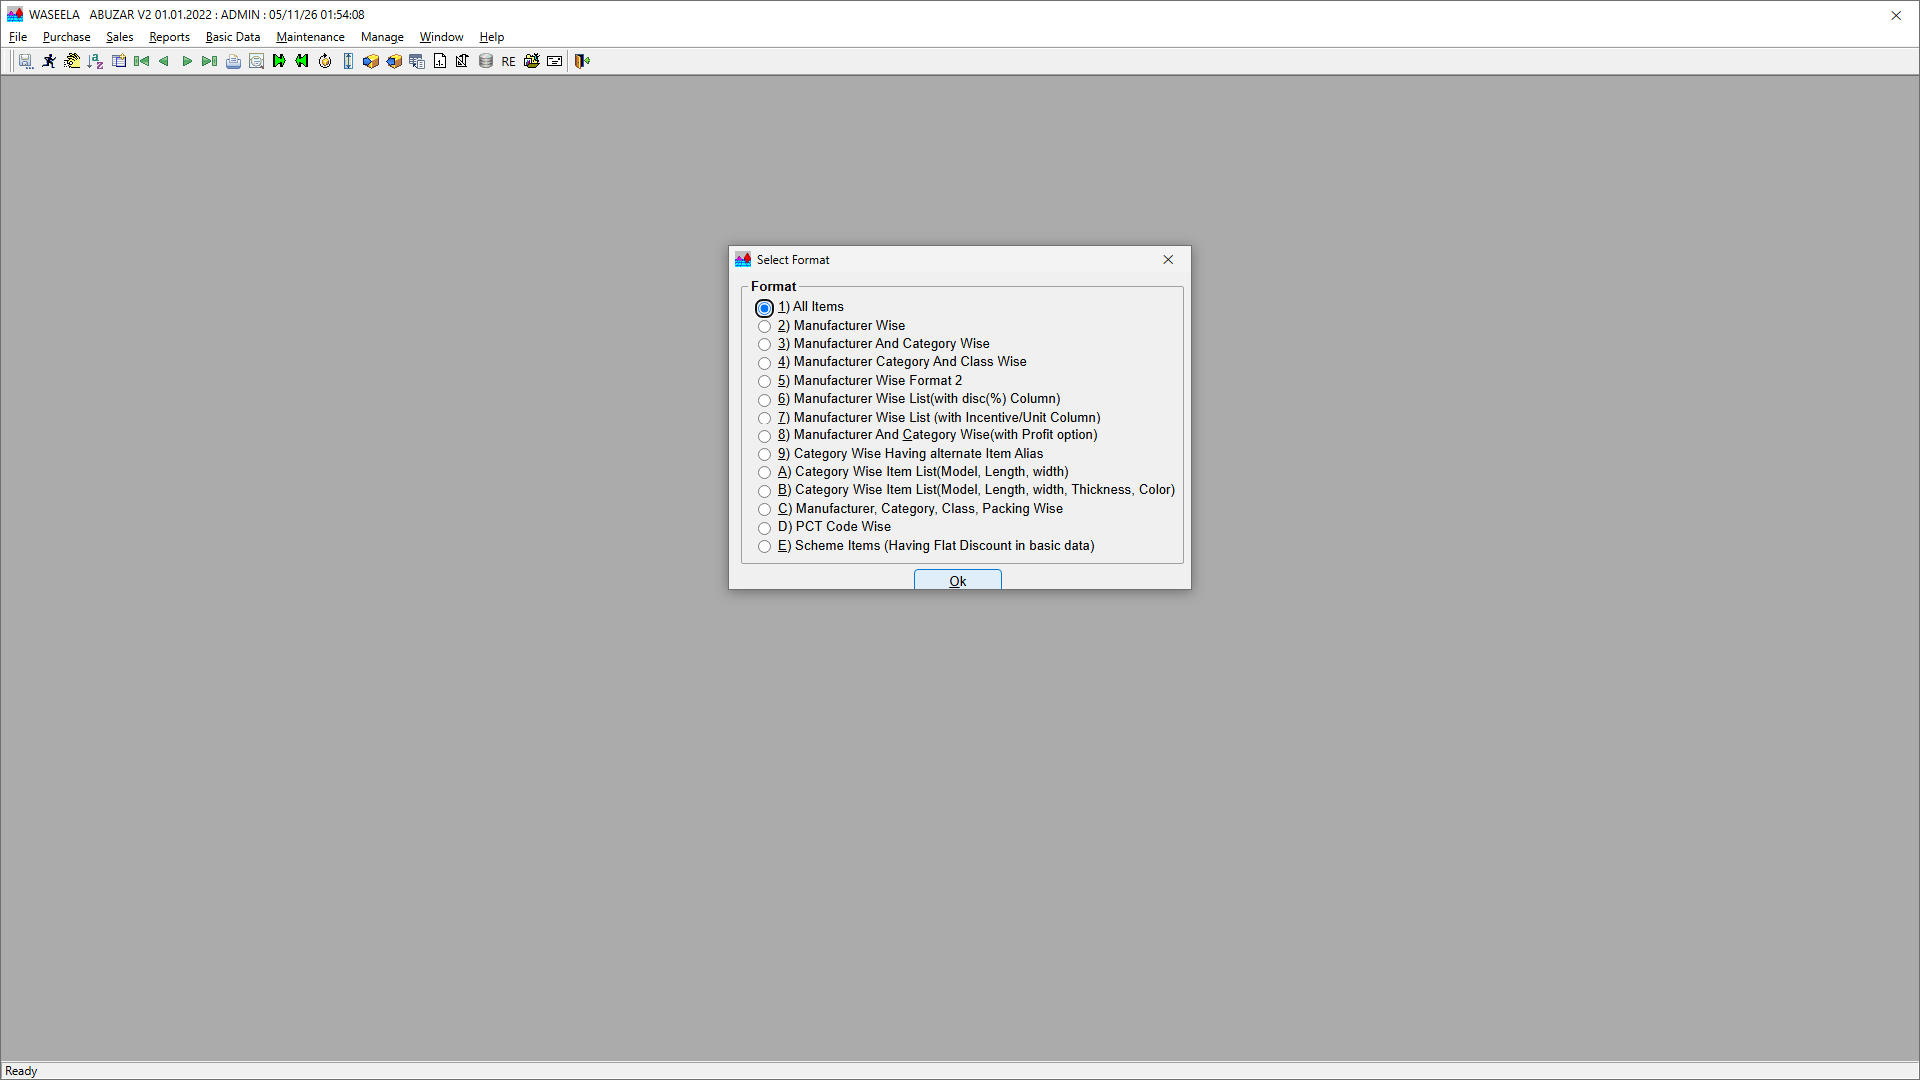 WASEELA ABUZAR V2 01.01.2022 : ADMIN : 05/11/26 01:54:08
File Purchase Sales Reports Basic Data Maintenance Manage Window Help
RE
Select Format
Format
1) All Items
2) Manufacturer Wise
3) Manufacturer And Category Wise
4) Manufacturer Category And Class Wise
5) Manufacturer Wise Format 2
6) Manufacturer Wise List(with disc(%) Column)
7) Manufacturer Wise List (with Incentive/Unit Column)
8) Manufacturer And Category Wise(with Profit option)
9) Category Wise Having alternate Item Alias
A) Category Wise Item List(Model, Length, width)
B) Category Wise Item List(Model, Length, width, Thickness, Color)
C) Manufacturer, Category, Class, Packing Wise
D) PCT Code Wise
E) Scheme Items (Having Flat Discount in basic data)
Ok
Ready